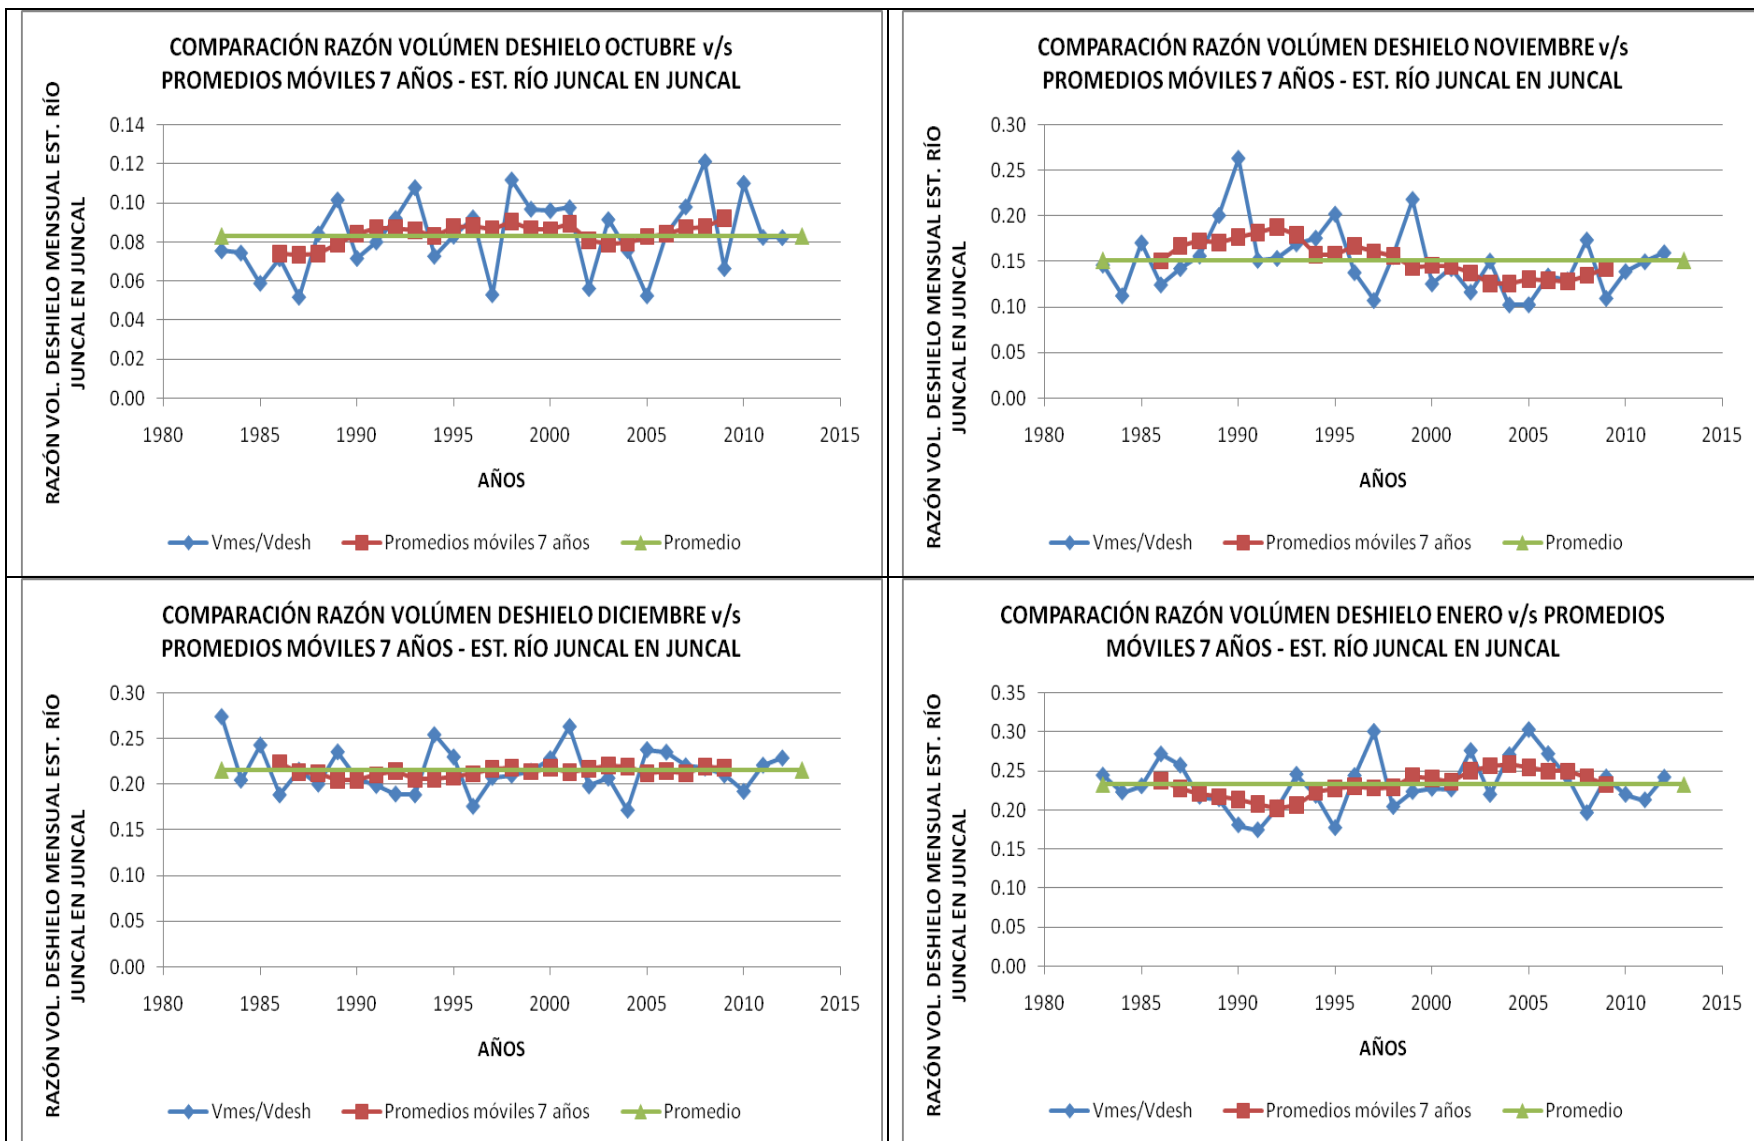 COMPARACIÓN RAZÓN VOLÚMEN DESHIELO OCTUBRE v/s
PROMEDIOS MÓVILES 7 AÑOS - EST. RÍO JUNCAL EN JUNCAL
RAZÓN VOL. DESHIELO MENSUAL EST. RÍO
JUNCAL EN JUNCAL
0.14
0.12
0.10
0.08
0.06
0.04
0.02
0.00
1980 1985 1990 1995 2000 2005 2010 2015
AÑOS
Vmes/Vdesh Promedios móviles 7 años Promedio
COMPARACIÓN RAZÓN VOLÚMEN DESHIELO NOVIEMBRE v/s
PROMEDIOS MÓVILES 7 AÑOS - EST. RÍO JUNCAL EN JUNCAL
RAZÓN VOL. DESHIELO MENSUAL EST. RÍO
JUNCAL EN JUNCAL
0.30
0.25
0.20
0.15
0.10
0.05
0.00
1980 1985 1990 1995 2000 2005 2010 2015
AÑOS
Vmes/Vdesh Promedios móviles 7 años Promedio
COMPARACIÓN RAZÓN VOLÚMEN DESHIELO DICIEMBRE v/s
PROMEDIOS MÓVILES 7 AÑOS - EST. RÍO JUNCAL EN JUNCAL
RAZÓN VOL. DESHIELO MENSUAL EST. RÍO
JUNCAL EN JUNCAL
0.30
0.25
0.20
0.15
0.10
0.05
0.00
1980 1985 1990 1995 2000 2005 2010 2015
AÑOS
Vmes/Vdesh Promedios móviles 7 años Promedio
COMPARACIÓN RAZÓN VOLÚMEN DESHIELO ENERO v/s PROMEDIOS
MÓVILES 7 AÑOS - EST. RÍO JUNCAL EN JUNCAL
RAZÓN VOL. DESHIELO MENSUAL EST. RÍO
JUNCAL EN JUNCAL
0.35
0.30
0.25
0.20
0.15
0.10
0.05
0.00
1980 1985 1990 1995 2000 2005 2010 2015
AÑOS
Vmes/Vdesh Promedios móviles 7 años Promedio